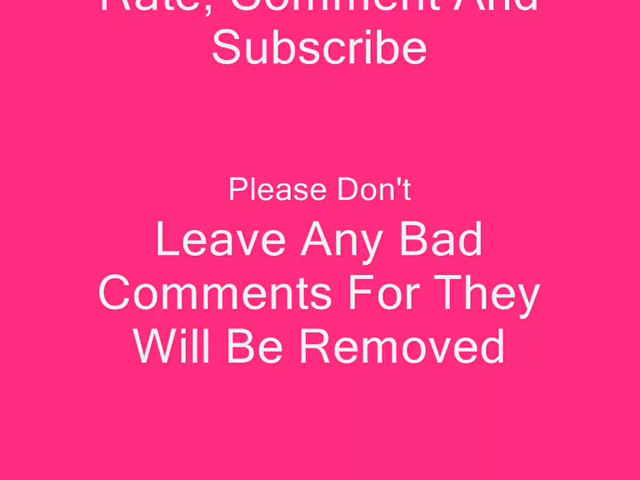 Rate, Comment And
Subscribe
Please Don't
Leave Any Bad
Comments For They
Will Be Removed